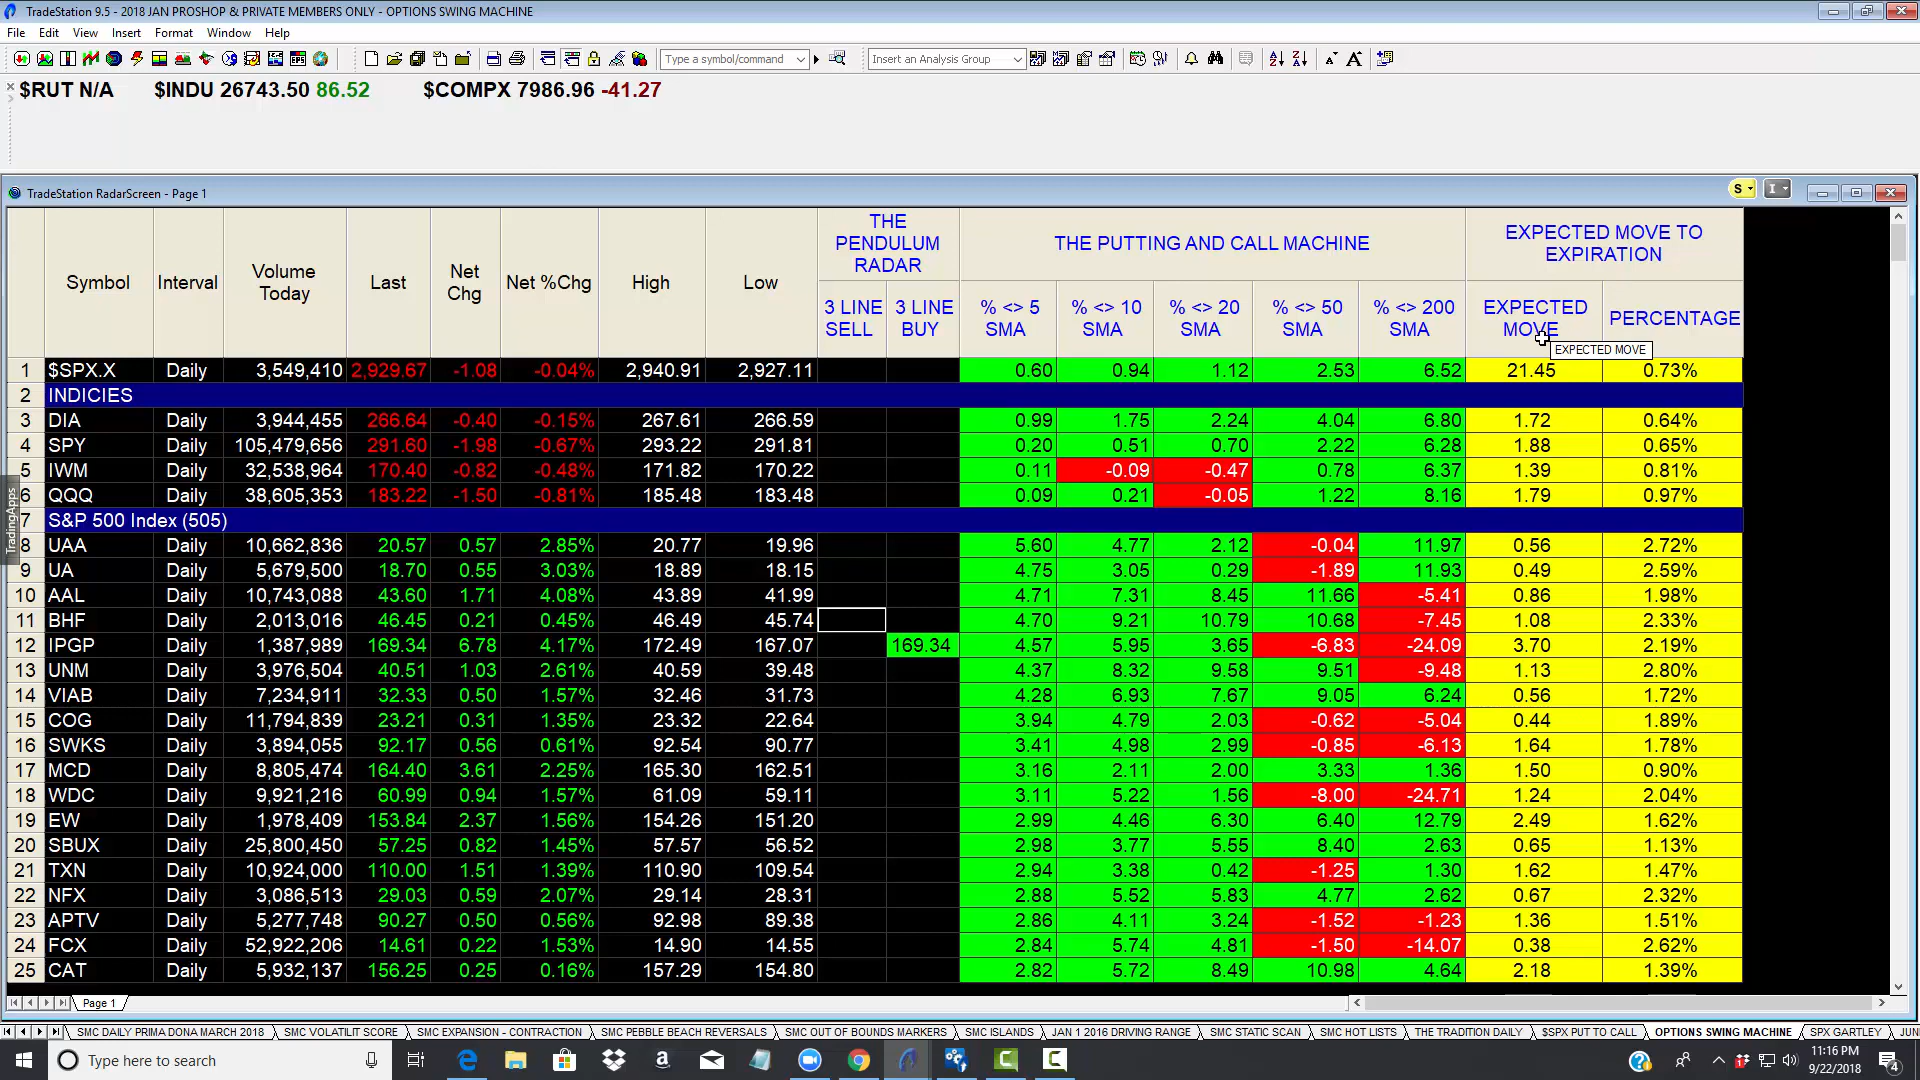 TradeStation 9.5 - 2018 JAN PROSHOP & PRIVATE MEMBERS ONLY - OPTIONS SWING MACHINE
File Edit View Insert Format Window Help
Type a symbol/command Insert an Analysis Group
$RUT N/A $INDU 26743.50 86.52 $COMPX 7986.96 -41.27
TradeStation RadarScreen - Page 1
S I
Symbol Interval Volume Today Last Net Chg Net %Chg High Low
THE PENDULUM RADAR
3 LINE SELL 3 LINE BUY
THE PUTTING AND CALL MACHINE
% <> 5 SMA % <> 10 SMA % <> 20 SMA % <> 50 SMA % <> 200 SMA
EXPECTED MOVE TO EXPIRATION
EXPECTED MOVE PERCENTAGE
EXPECTED MOVE
1 $SPX.X Daily 3,549,410 2,929.67 -1.08 -0.04% 2,940.91 2,927.11 0.60 0.94 1.12 2.53 6.52 21.45 0.73%
2 INDICIES
3 DIA Daily 3,944,455 266.64 -0.40 -0.15% 267.61 266.59 0.99 1.75 2.24 4.04 6.80 1.72 0.64%
4 SPY Daily 105,479,656 291.60 -1.98 -0.67% 293.22 291.81 0.20 0.51 0.70 2.22 6.28 1.88 0.65%
5 IWM Daily 32,538,964 170.40 -0.82 -0.48% 171.82 170.22 0.11 -0.09 -0.47 0.78 6.37 1.39 0.81%
6 QQQ Daily 38,605,353 183.22 -1.50 -0.81% 185.48 183.48 0.09 0.21 -0.05 1.22 8.16 1.79 0.97%
7 S&P 500 Index (505)
8 UAA Daily 10,662,836 20.57 0.57 2.85% 20.77 19.96 5.60 4.77 2.12 -0.04 11.97 0.56 2.72%
9 UA Daily 5,679,500 18.70 0.55 3.03% 18.89 18.15 4.75 3.05 0.29 -1.89 11.93 0.49 2.59%
10 AAL Daily 10,743,088 43.60 1.71 4.08% 43.89 41.99 4.71 7.31 8.45 11.66 -5.41 0.86 1.98%
11 BHF Daily 2,013,016 46.45 0.21 0.45% 46.49 45.74 4.70 9.21 10.79 10.68 -7.45 1.08 2.33%
12 IPGP Daily 1,387,989 169.34 6.78 4.17% 172.49 167.07 169.34 4.57 5.95 3.65 -6.83 -24.09 3.70 2.19%
13 UNM Daily 3,976,504 40.51 1.03 2.61% 40.59 39.48 4.37 8.32 9.58 9.51 -9.48 1.13 2.80%
14 VIAB Daily 7,234,911 32.33 0.50 1.57% 32.46 31.73 4.28 6.93 7.67 9.05 6.24 0.56 1.72%
15 COG Daily 11,794,839 23.21 0.31 1.35% 23.32 22.64 3.94 4.79 2.03 -0.62 -5.04 0.44 1.89%
16 SWKS Daily 3,894,055 92.17 0.56 0.61% 92.54 90.77 3.41 4.98 2.99 -0.85 -6.13 1.64 1.78%
17 MCD Daily 8,805,474 164.40 3.61 2.25% 165.30 162.51 3.16 2.11 2.00 3.33 1.36 1.50 0.90%
18 WDC Daily 9,921,216 60.99 0.94 1.57% 61.09 59.11 3.11 5.22 1.56 -8.00 -24.71 1.24 2.04%
19 EW Daily 1,978,409 153.84 2.37 1.56% 154.26 151.20 2.99 4.46 6.30 6.40 12.79 2.49 1.62%
20 SBUX Daily 25,800,450 57.25 0.82 1.45% 57.57 56.52 2.98 3.77 5.55 8.40 2.63 0.65 1.13%
21 TXN Daily 10,924,000 110.00 1.51 1.39% 110.90 109.54 2.94 3.38 0.42 -1.25 1.30 1.62 1.47%
22 NFX Daily 3,086,513 29.03 0.59 2.07% 29.14 28.31 2.88 5.52 5.83 4.77 2.62 0.67 2.32%
23 APTV Daily 5,277,748 90.27 0.50 0.56% 92.98 89.38 2.86 4.11 3.24 -1.52 -1.23 1.36 1.51%
24 FCX Daily 52,922,206 14.61 0.22 1.53% 14.90 14.55 2.84 5.74 4.81 -1.50 -14.07 0.38 2.62%
25 CAT Daily 5,932,137 156.25 0.25 0.16% 157.29 154.80 2.82 5.72 8.49 10.98 4.64 2.18 1.39%
TradingApps
Page 1
SMC DAILY PRIMA DONA MARCH 2018 SMC VOLATILIT SCORE SMC EXPANSION - CONTRACTION SMC PEBBLE BEACH REVERSALS SMC OUT OF BOUNDS MARKERS SMC ISLANDS JAN 1 2016 DRIVING RANGE SMC STATIC SCAN SMC HOT LISTS THE TRADITION DAILY $SPX PUT TO CALL OPTIONS SWING MACHINE SPX GARTLEY JUN
Type here to search
11:16 PM
9/22/2018
4